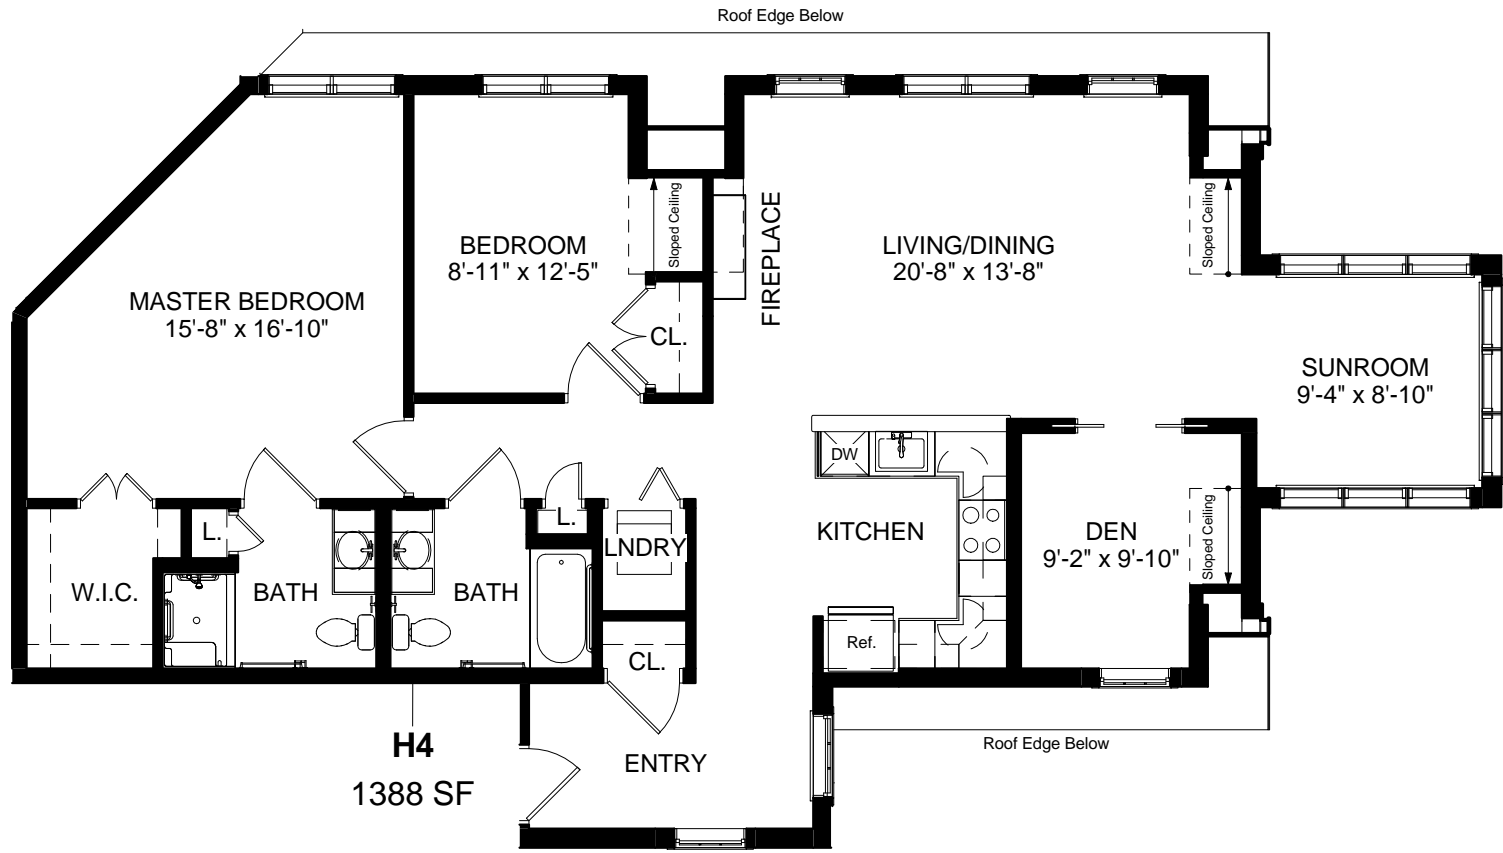 Roof Edge Below
MASTER BEDROOM
15'-8" x 16'-10"
BEDROOM
8'-11" x 12'-5"
Sloped Ceiling
CL.
FIREPLACE
LIVING/DINING
20'-8" x 13'-8"
Sloped Ceiling
SUNROOM
9'-4" x 8'-10"
DW
KITCHEN
Ref.
DEN
9'-2" x 9'-10"
Sloped Ceiling
W.I.C.
L.
BATH
BATH
L.
LNDRY
CL.
ENTRY
H4
1388 SF
Roof Edge Below